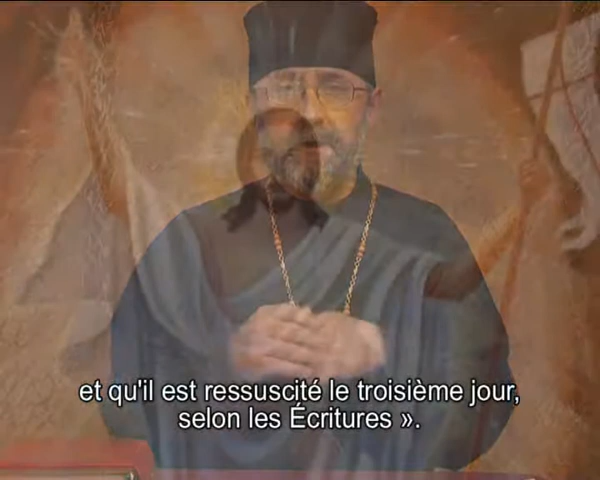 et qu'il est ressuscité le troisième jour,
selon les Écritures ».